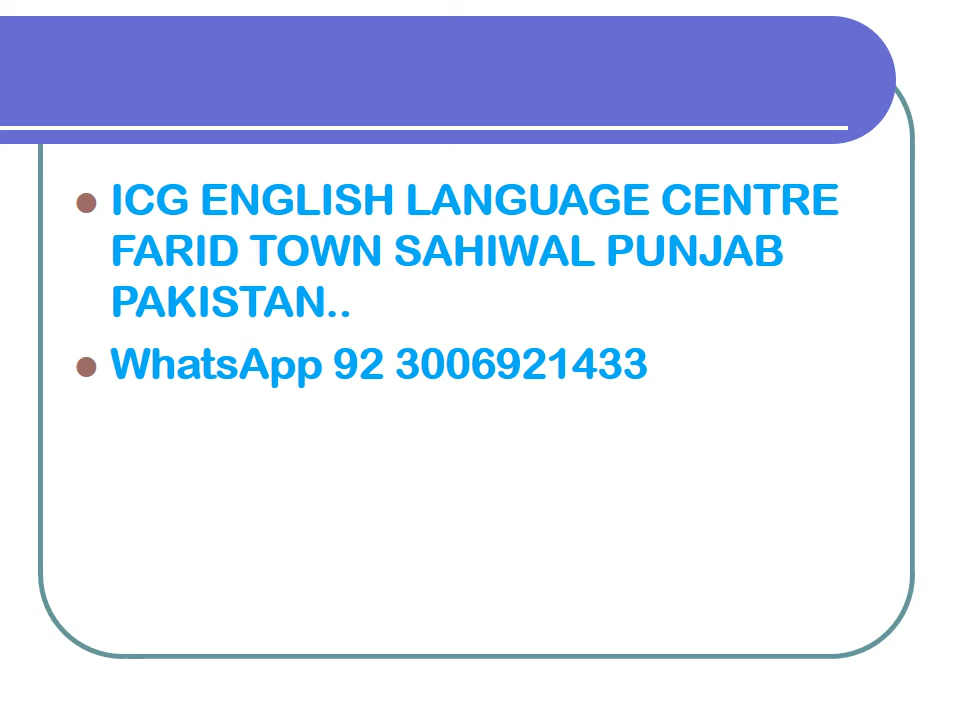 ICG ENGLISH LANGUAGE CENTRE
FARID TOWN SAHIWAL PUNJAB
PAKISTAN..
WhatsApp 92 3006921433